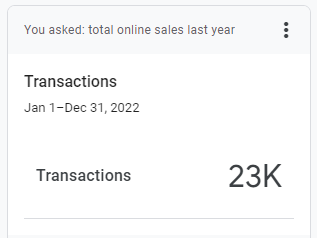 You asked: total online sales last year
Transactions
Jan 1–Dec 31, 2022
Transactions 23K